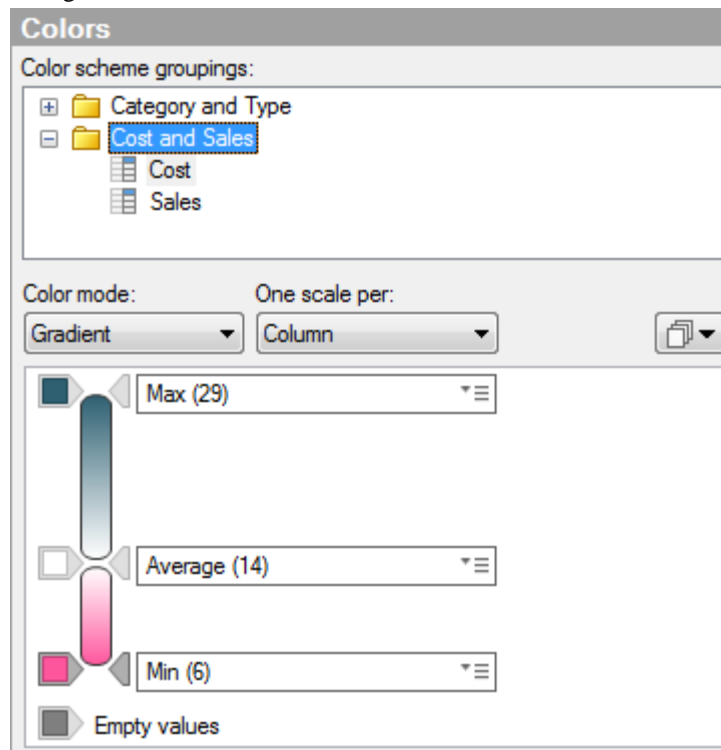 Colors
Color scheme groupings:
Category and Type
Cost and Sales
Cost
Sales
Color mode: One scale per:
Gradient Column
Max (29)
Average (14)
Min (6)
Empty values